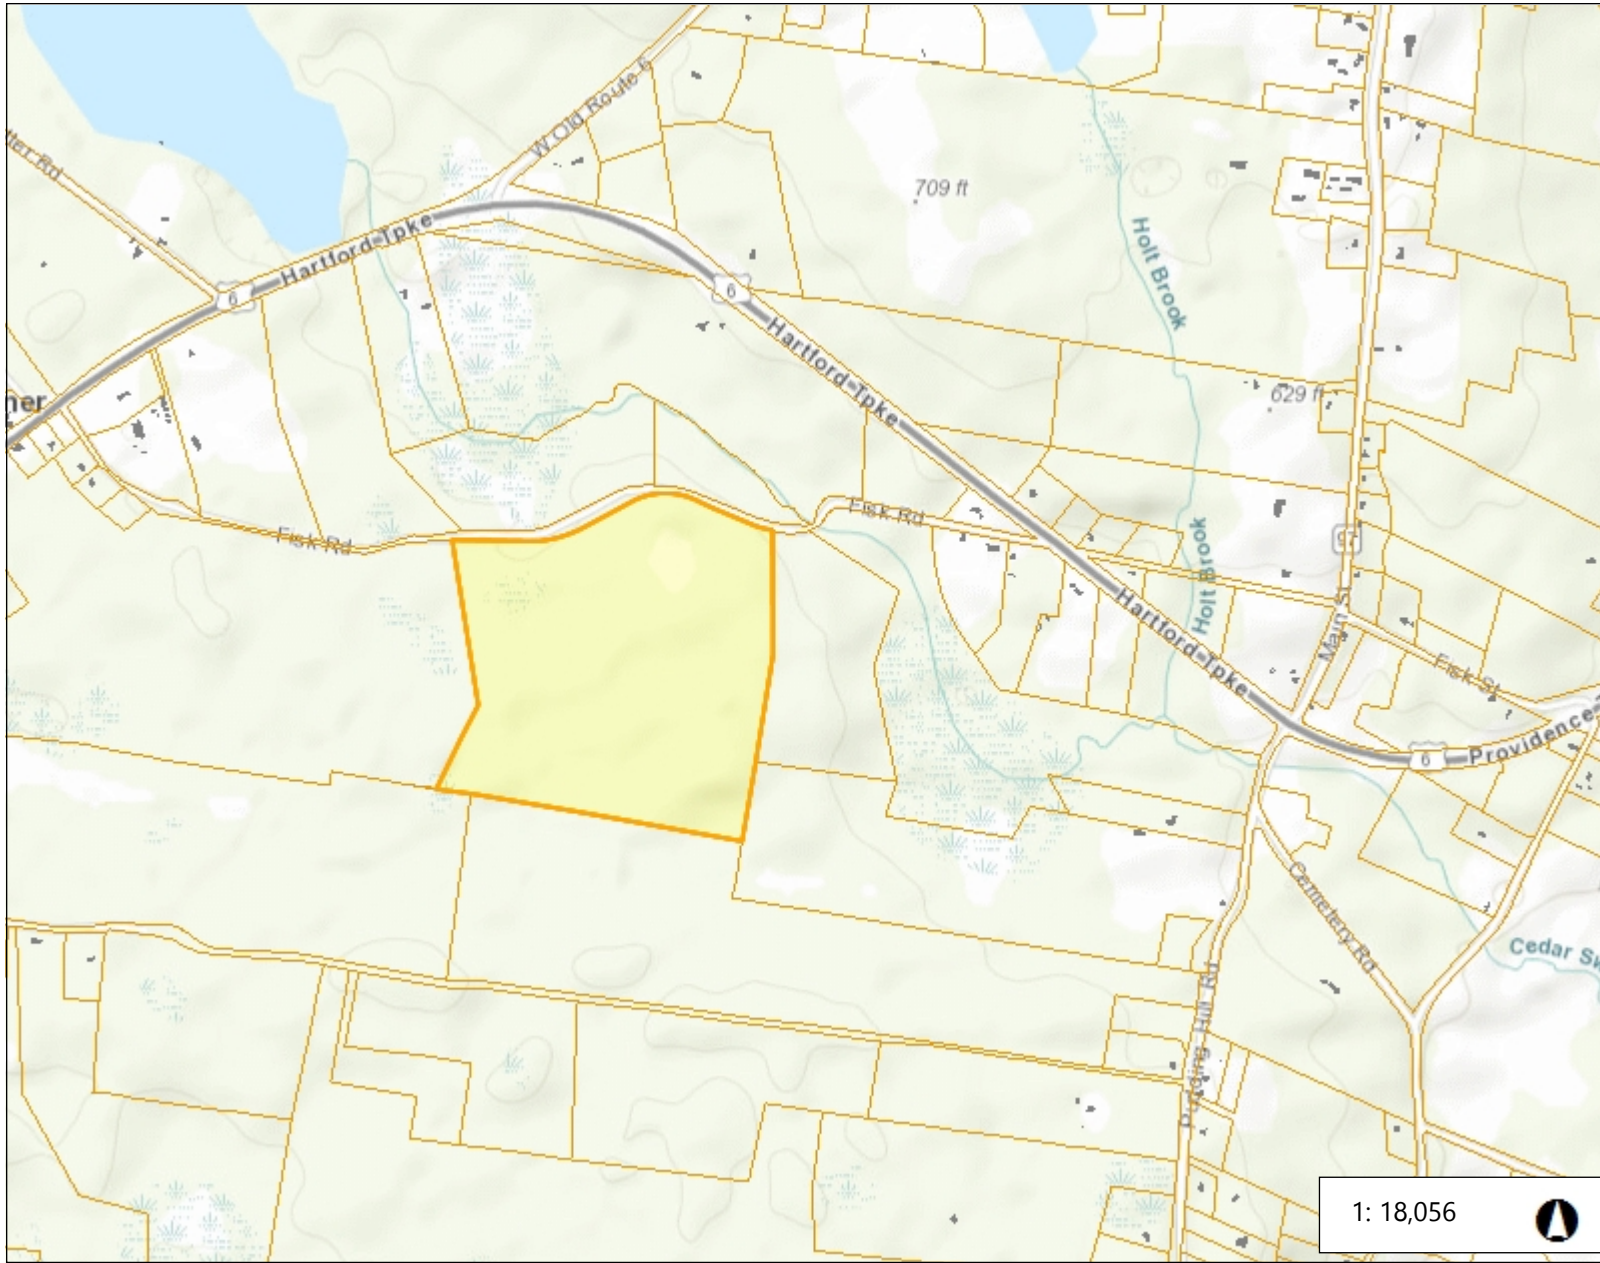 W Old Route 6
709 ft
Hartford Tpke
6
6
Holt Brook
Hartford Tpke
629 ft
Fisk Rd
Fisk Rd
97
Holt Brook
Hartford Tpke
Main St
Fisk St
6
Providence
Cemetery Rd
Cedar
Pudding Hill Rd
1: 18,056